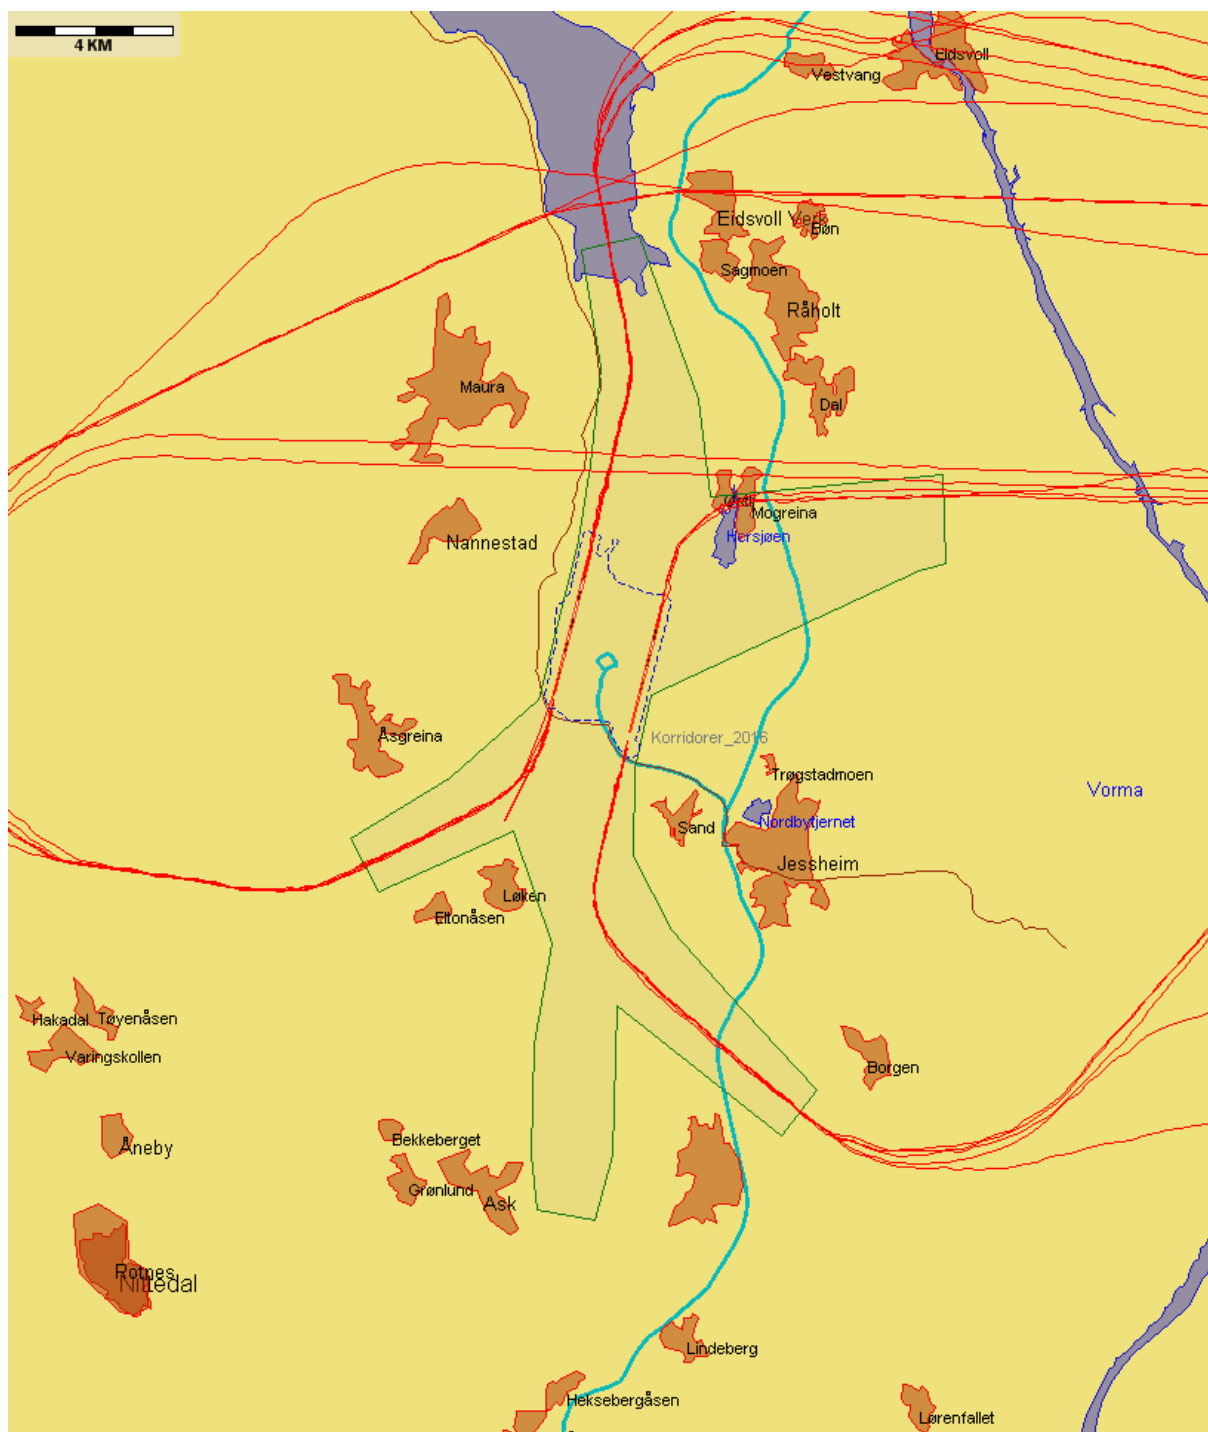 4 KM
Eidsvoll
Vestvang
Eidsvoll Verk
Bøn
Sagmoen
Råholt
Maura
Dal
Mogreina
Hersjøen
Nannestad
Åsgreina
Korridorer_2016
Trøgstadmoen
Vorma
Nordbytjernet
Sand
Jessheim
Løken
Eltonåsen
Hakadal
Tøyenåsen
Varingskollen
Borgen
Bekkeberget
Åneby
Grønlund
Ask
Rotnes
Nittedal
Lindeberg
Heksebergåsen
Lørenfallet